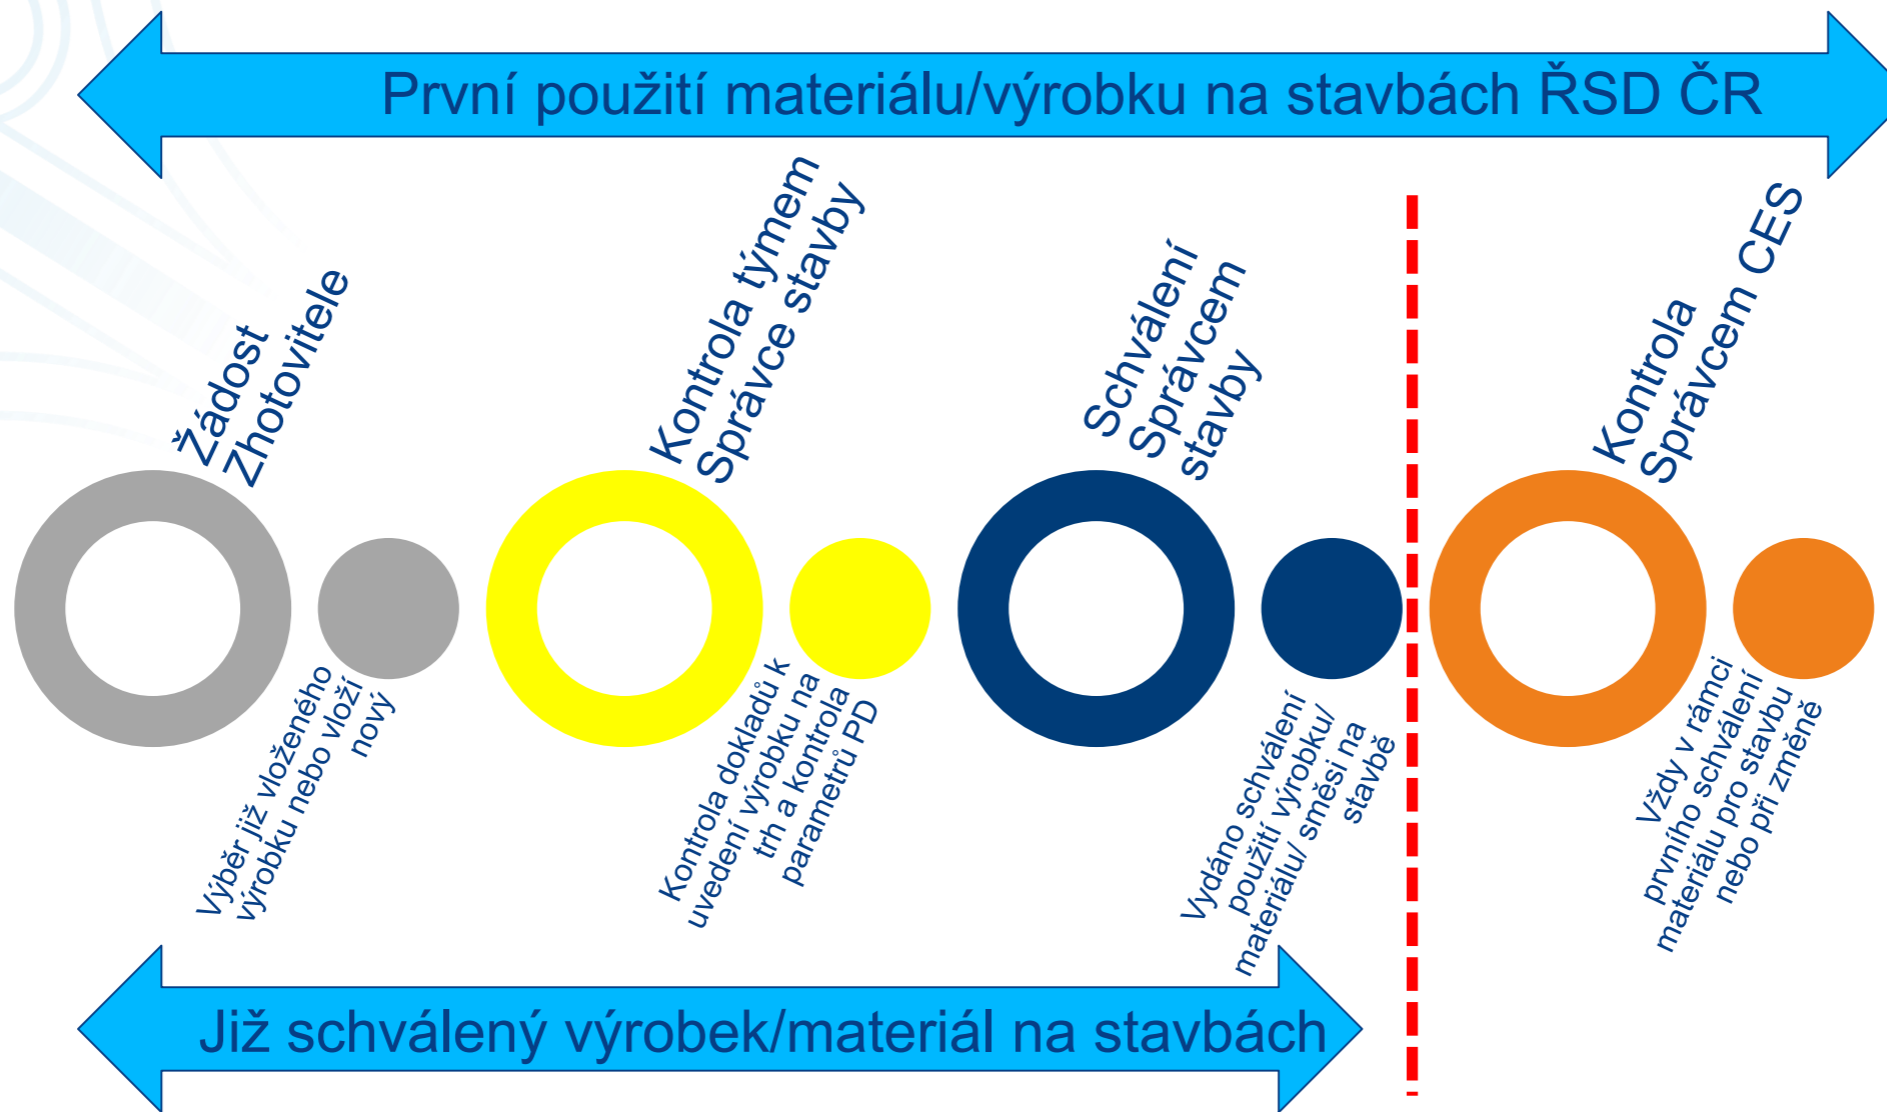 První použití materiálu/výrobku na stavbách ŘSD ČR
Žádost
Zhotovitele
Výběr již vloženého
výrobku nebo vloží
nový
Kontrola týmem
Správce stavby
Kontrola dokladů k
uvedení výrobku na
trh a kontrola
parametrů PD
Schválení
Správcem
stavby
Vydáno schválení
použití výrobku/
materiálu/ směsi na
stavbě
Kontrola
Správcem CES
Vždy v rámci
prvního schválení
materiálu pro stavbu
nebo při změně
Již schválený výrobek/materiál na stavbách